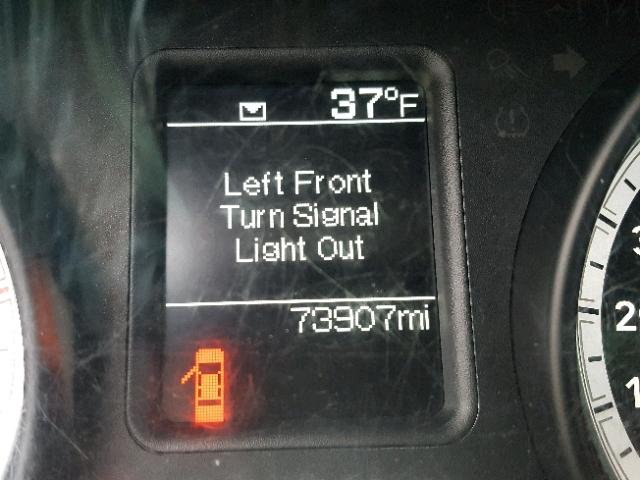 37°F
Left Front
Turn Signal
Light Out
73907mi